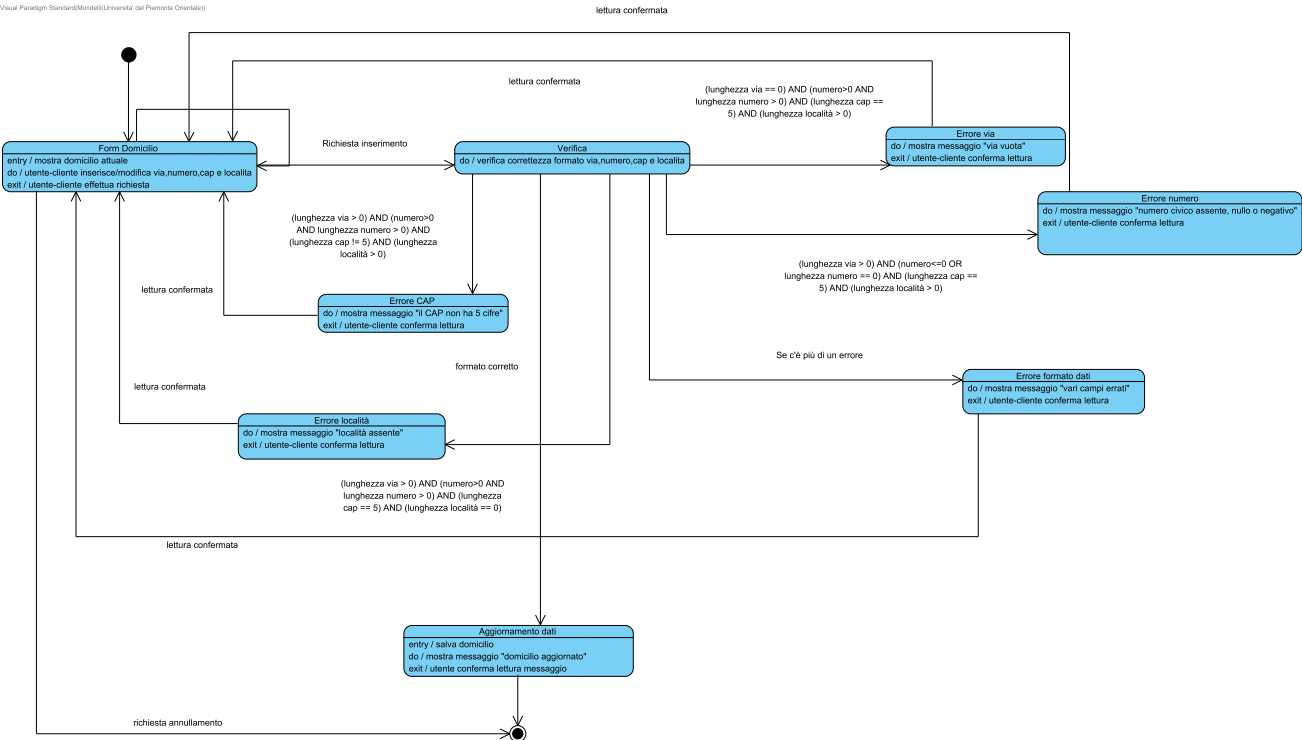 Visual Paradigm Standard(Mondelli(Universita' del Piemonte Orientale))
lettura confermata
lettura confermata
(lunghezza via == 0) AND (numero>0 AND
lunghezza numero > 0) AND (lunghezza cap ==
5) AND (lunghezza località > 0)
Form Domicilio
entry / mostra domicilio attuale
do / utente-cliente inserisce/modifica via,numero,cap e localita
exit / utente-cliente effettua richiesta
Richiesta inserimento
Verifica
do / verifica correttezza formato via,numero,cap e localita
Errore via
do / mostra messaggio "via vuota"
exit / utente-cliente conferma lettura
Errore numero
do / mostra messaggio "numero civico assente, nullo o negativo"
exit / utente-cliente conferma lettura
(lunghezza via > 0) AND (numero>0
AND lunghezza numero > 0) AND
(lunghezza cap != 5) AND (lunghezza
località > 0)
(lunghezza via > 0) AND (numero<=0 OR
lunghezza numero == 0) AND (lunghezza cap ==
5) AND (lunghezza località > 0)
lettura confermata
Errore CAP
do / mostra messaggio "il CAP non ha 5 cifre"
exit / utente-cliente conferma lettura
Se c'è più di un errore
formato corretto
Errore formato dati
do / mostra messaggio "vari campi errati"
exit / utente-cliente conferma lettura
lettura confermata
Errore località
do / mostra messaggio "località assente"
exit / utente-cliente conferma lettura
(lunghezza via > 0) AND (numero>0 AND
lunghezza numero > 0) AND (lunghezza
cap == 5) AND (lunghezza località == 0)
lettura confermata
Aggiornamento dati
entry / salva domicilio
do / mostra messaggio "domicilio aggiornato"
exit / utente conferma lettura messaggio
richiesta annullamento